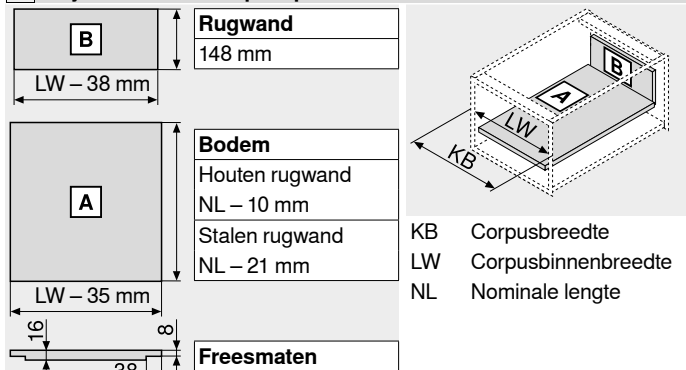 B
LW – 38 mm
Rugwand
148 mm
A
LW – 35 mm
Bodem
Houten rugwand
NL – 10 mm
Stalen rugwand
NL – 21 mm
B
A
LW
KB
KB Corpusbreedte
LW Corpusbinnenbreedte
NL Nominale lengte
16
8
Freesmaten